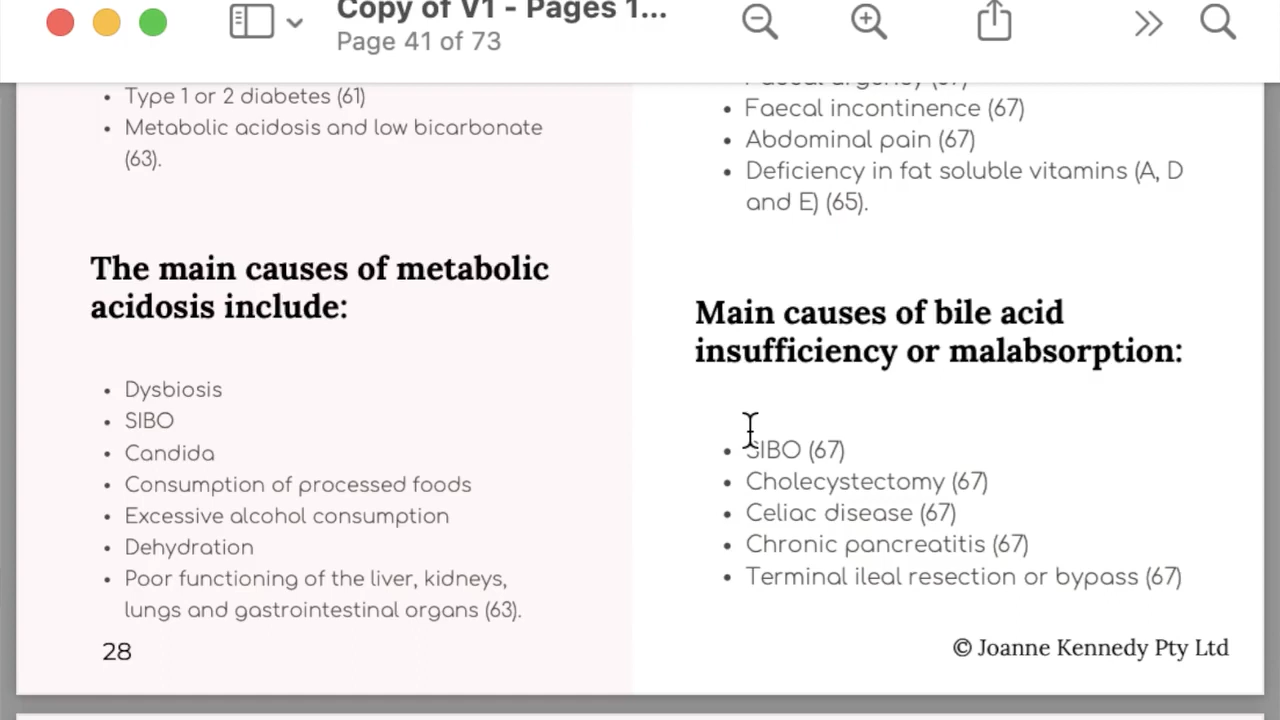 Copy of V1 - Pages 1...
Page 41 of 73
• Type 1 or 2 diabetes (61)
• Metabolic acidosis and low bicarbonate
(63).
The main causes of metabolic
acidosis include:
• Dysbiosis
• SIBO
• Candida
• Consumption of processed foods
• Excessive alcohol consumption
• Dehydration
• Poor functioning of the liver, kidneys,
lungs and gastrointestinal organs (63).
28
Faecal urgency (67)
• Faecal incontinence (67)
• Abdominal pain (67)
• Deficiency in fat soluble vitamins (A, D
and E) (65).
Main causes of bile acid
insufficiency or malabsorption:
• SIBO (67)
• Cholecystectomy (67)
• Celiac disease (67)
• Chronic pancreatitis (67)
• Terminal ileal resection or bypass (67)
© Joanne Kennedy Pty Ltd